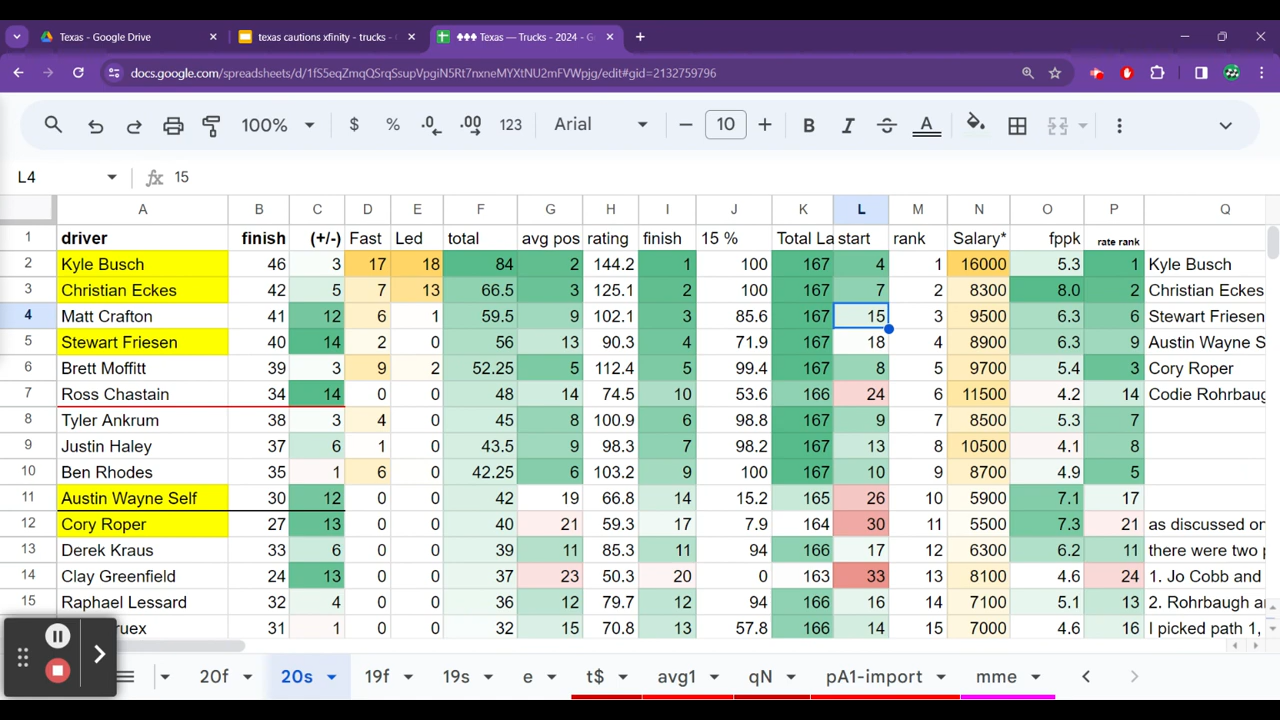 Texas - Google Drive
texas cautions xfinity - trucks -
♦♦♦ Texas — Trucks - 2024 - G
docs.google.com/spreadsheets/d/1fS5eqZmqQSrqSsupVpgiN5Rt7nxneMYXtNU2mFVWpjg/edit#gid=2132759796
100% $ % .0 .00 123 Arial 10 B I S A
L4 fx 15
A B C D E F G H I J K L M N O P Q
1 driver finish (+/-) Fast Led total avg pos rating finish 15 % Total La start rank Salary* fppk rate rank
2 Kyle Busch 46 3 17 18 84 2 144.2 1 100 167 4 1 16000 5.3 1 Kyle Busch
3 Christian Eckes 42 5 7 13 66.5 3 125.1 2 100 167 7 2 8300 8.0 2 Christian Eckes
4 Matt Crafton 41 12 6 1 59.5 9 102.1 3 85.6 167 15 3 9500 6.3 6 Stewart Friesen
5 Stewart Friesen 40 14 2 0 56 13 90.3 4 71.9 167 18 4 8900 6.3 9 Austin Wayne S
6 Brett Moffitt 39 3 9 2 52.25 5 112.4 5 99.4 167 8 5 9700 5.4 3 Cory Roper
7 Ross Chastain 34 14 0 0 48 14 74.5 10 53.6 166 24 6 11500 4.2 14 Codie Rohrbaug
8 Tyler Ankrum 38 3 4 0 45 8 100.9 6 98.8 167 9 7 8500 5.3 7
9 Justin Haley 37 6 1 0 43.5 9 98.3 7 98.2 167 13 8 10500 4.1 8
10 Ben Rhodes 35 1 6 0 42.25 6 103.2 9 100 167 10 9 8700 4.9 5
11 Austin Wayne Self 30 12 0 0 42 19 66.8 14 15.2 165 26 10 5900 7.1 17
12 Cory Roper 27 13 0 0 40 21 59.3 17 7.9 164 30 11 5500 7.3 21 as discussed on
13 Derek Kraus 33 6 0 0 39 11 85.3 11 94 166 17 12 6300 6.2 11 there were two p
14 Clay Greenfield 24 13 0 0 37 23 50.3 20 0 163 33 13 8100 4.6 24 1. Jo Cobb and
15 Raphael Lessard 32 4 0 0 36 12 79.7 12 94 166 16 14 7100 5.1 13 2. Rohrbaugh a
ruex 31 1 0 0 32 15 70.8 13 57.8 166 14 15 7000 4.6 16 I picked path 1,
20f 20s 19f 19s e t$ avg1 qN pA1-import mme